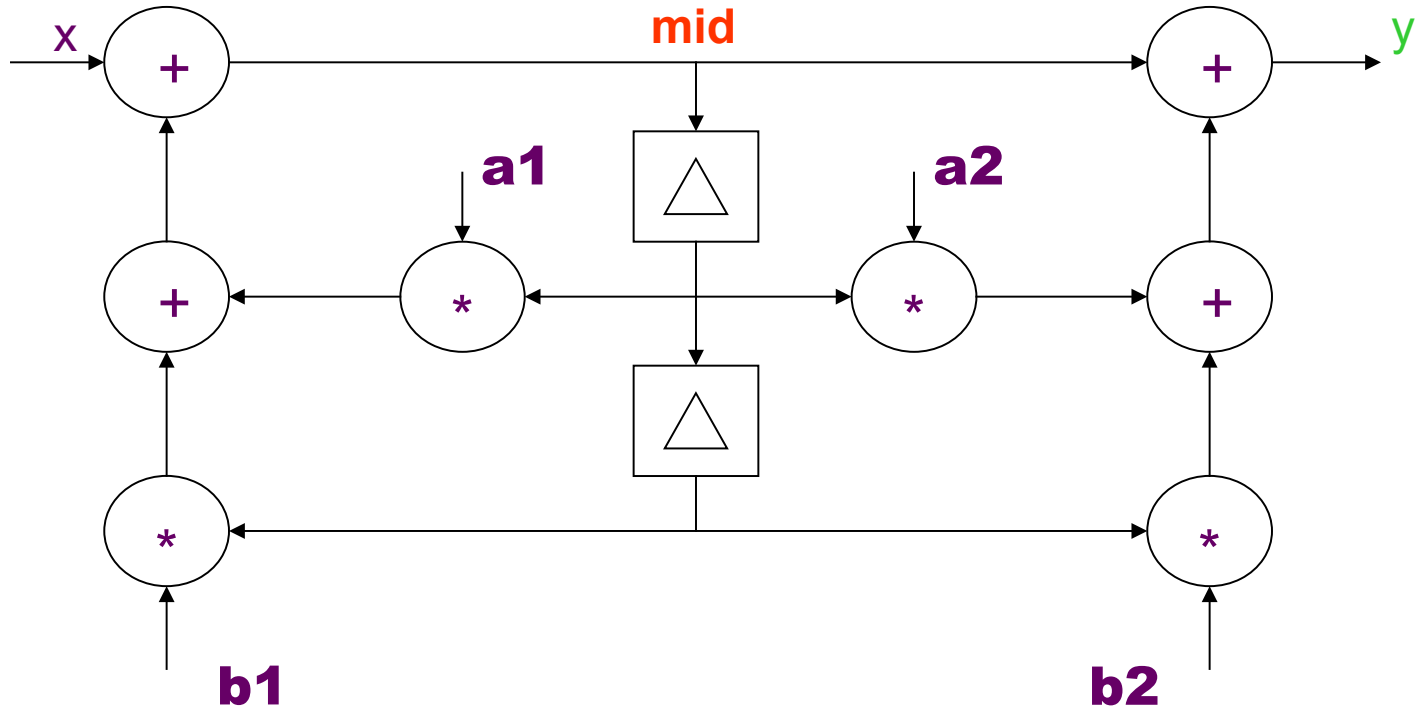 x mid y
+ +
a1 a2
+ * * +
* *
b1 b2